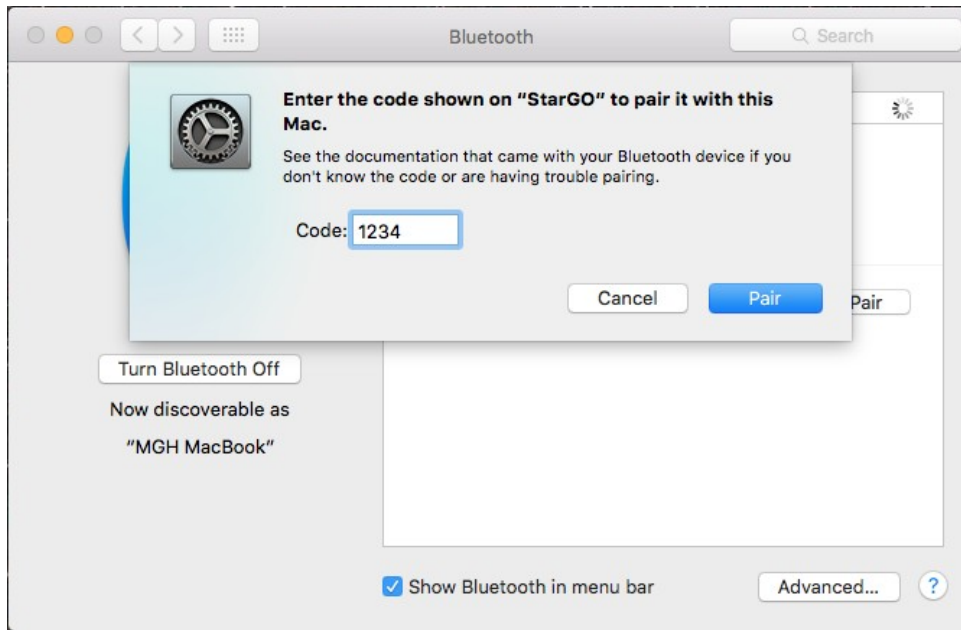 Bluetooth
Search
Enter the code shown on “StarGO” to pair it with this
Mac.
See the documentation that came with your Bluetooth device if you
don't know the code or are having trouble pairing.
Code: 1234
Cancel
Pair
Pair
Turn Bluetooth Off
Now discoverable as
“MGH MacBook”
Show Bluetooth in menu bar
Advanced...
?